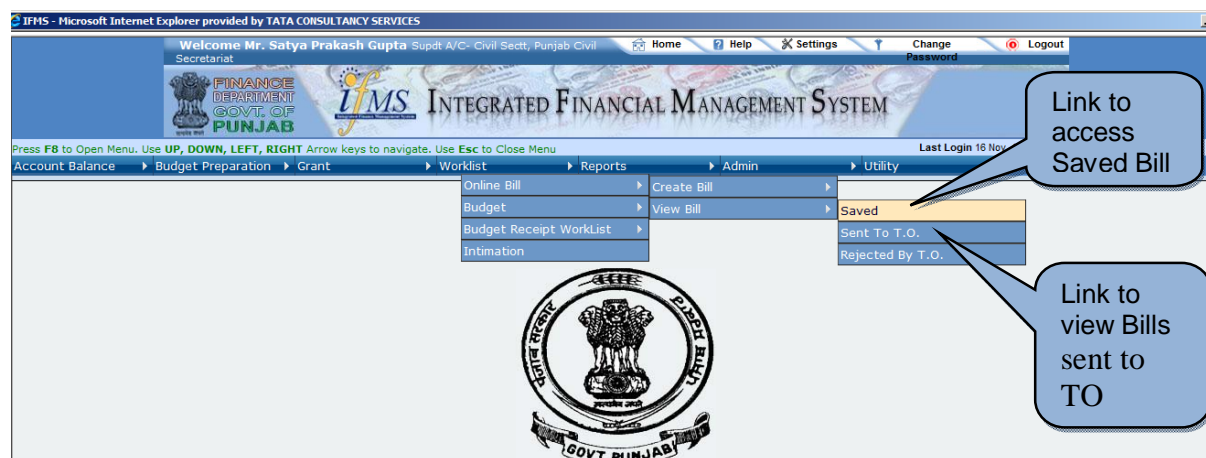 IFMS - Microsoft Internet Explorer provided by TATA CONSULTANCY SERVICES
Welcome Mr. Satya Prakash Gupta Supdt A/C- Civil Sectt, Punjab Civil Secretariat
Home Help Settings Change Password Logout
FINANCE
DEPARTMENT
GOVT. OF
PUNJAB
ifMS INTEGRATED FINANCIAL MANAGEMENT SYSTEM
Press F8 to Open Menu. Use UP, DOWN, LEFT, RIGHT Arrow keys to navigate. Use Esc to Close Menu
Last Login 16 Nov
Account Balance Budget Preparation Grant Worklist Reports Admin Utility
Online Bill Create Bill
Budget View Bill Saved
Budget Receipt WorkList Sent To T.O.
Intimation Rejected By T.O.
Link to
access
Saved Bill
Link to
view Bills
sent to
TO
ਪੰਜਾਬ ਸਰਕਾਰ
सत्यमेव जयते
GOVT PUNJAB